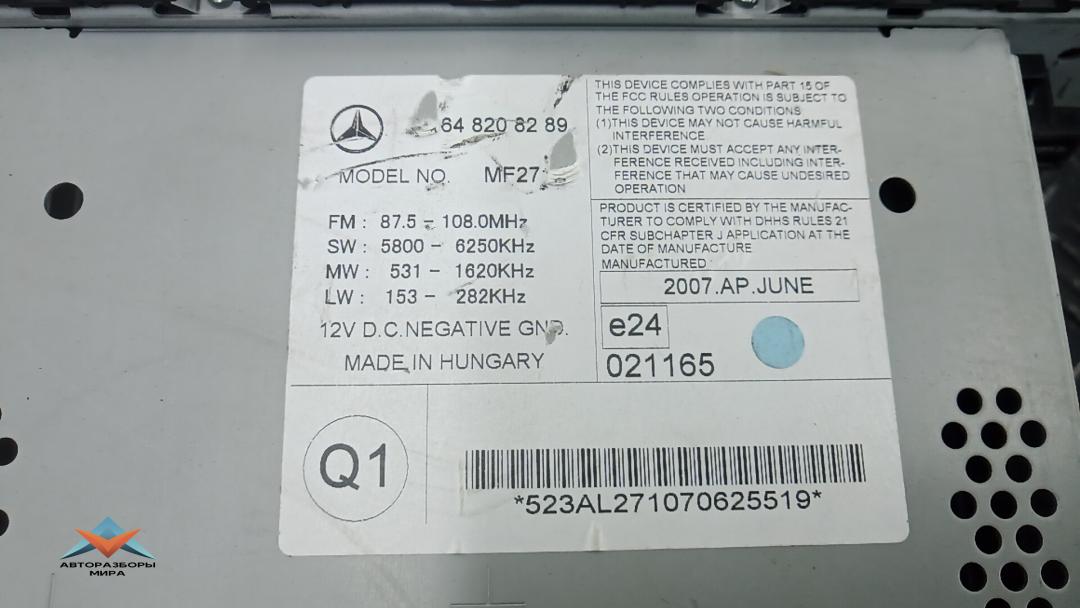 64 820 82 89
MODEL NO. MF27
FM : 87.5 - 108.0MHz
SW : 5800 - 6250KHz
MW : 531 - 1620KHz
LW : 153 - 282KHz
12V D.C.NEGATIVE GND.
MADE IN HUNGARY
THIS DEVICE COMPLIES WITH PART 15 OF
THE FCC RULES OPERATION IS SUBJECT TO
THE FOLLOWING TWO CONDITIONS
(1)THIS DEVICE MAY NOT CAUSE HARMFUL
INTERFERENCE
(2)THIS DEVICE MUST ACCEPT ANY INTER-
FERENCE RECEIVED INCLUDING INTER-
FERENCE THAT MAY CAUSE UNDESIRED
OPERATION
PRODUCT IS CERTIFIED BY THE MANUFAC-
TURER TO COMPLY WITH DHHS RULES 21
CFR SUBCHAPTER J APPLICATION AT THE
DATE OF MANUFACTURE
MANUFACTURED :
2007.AP.JUNE
e24
021165
Q1
*523AL271070625519*
АВТОРАЗБОРЫ
МИРА